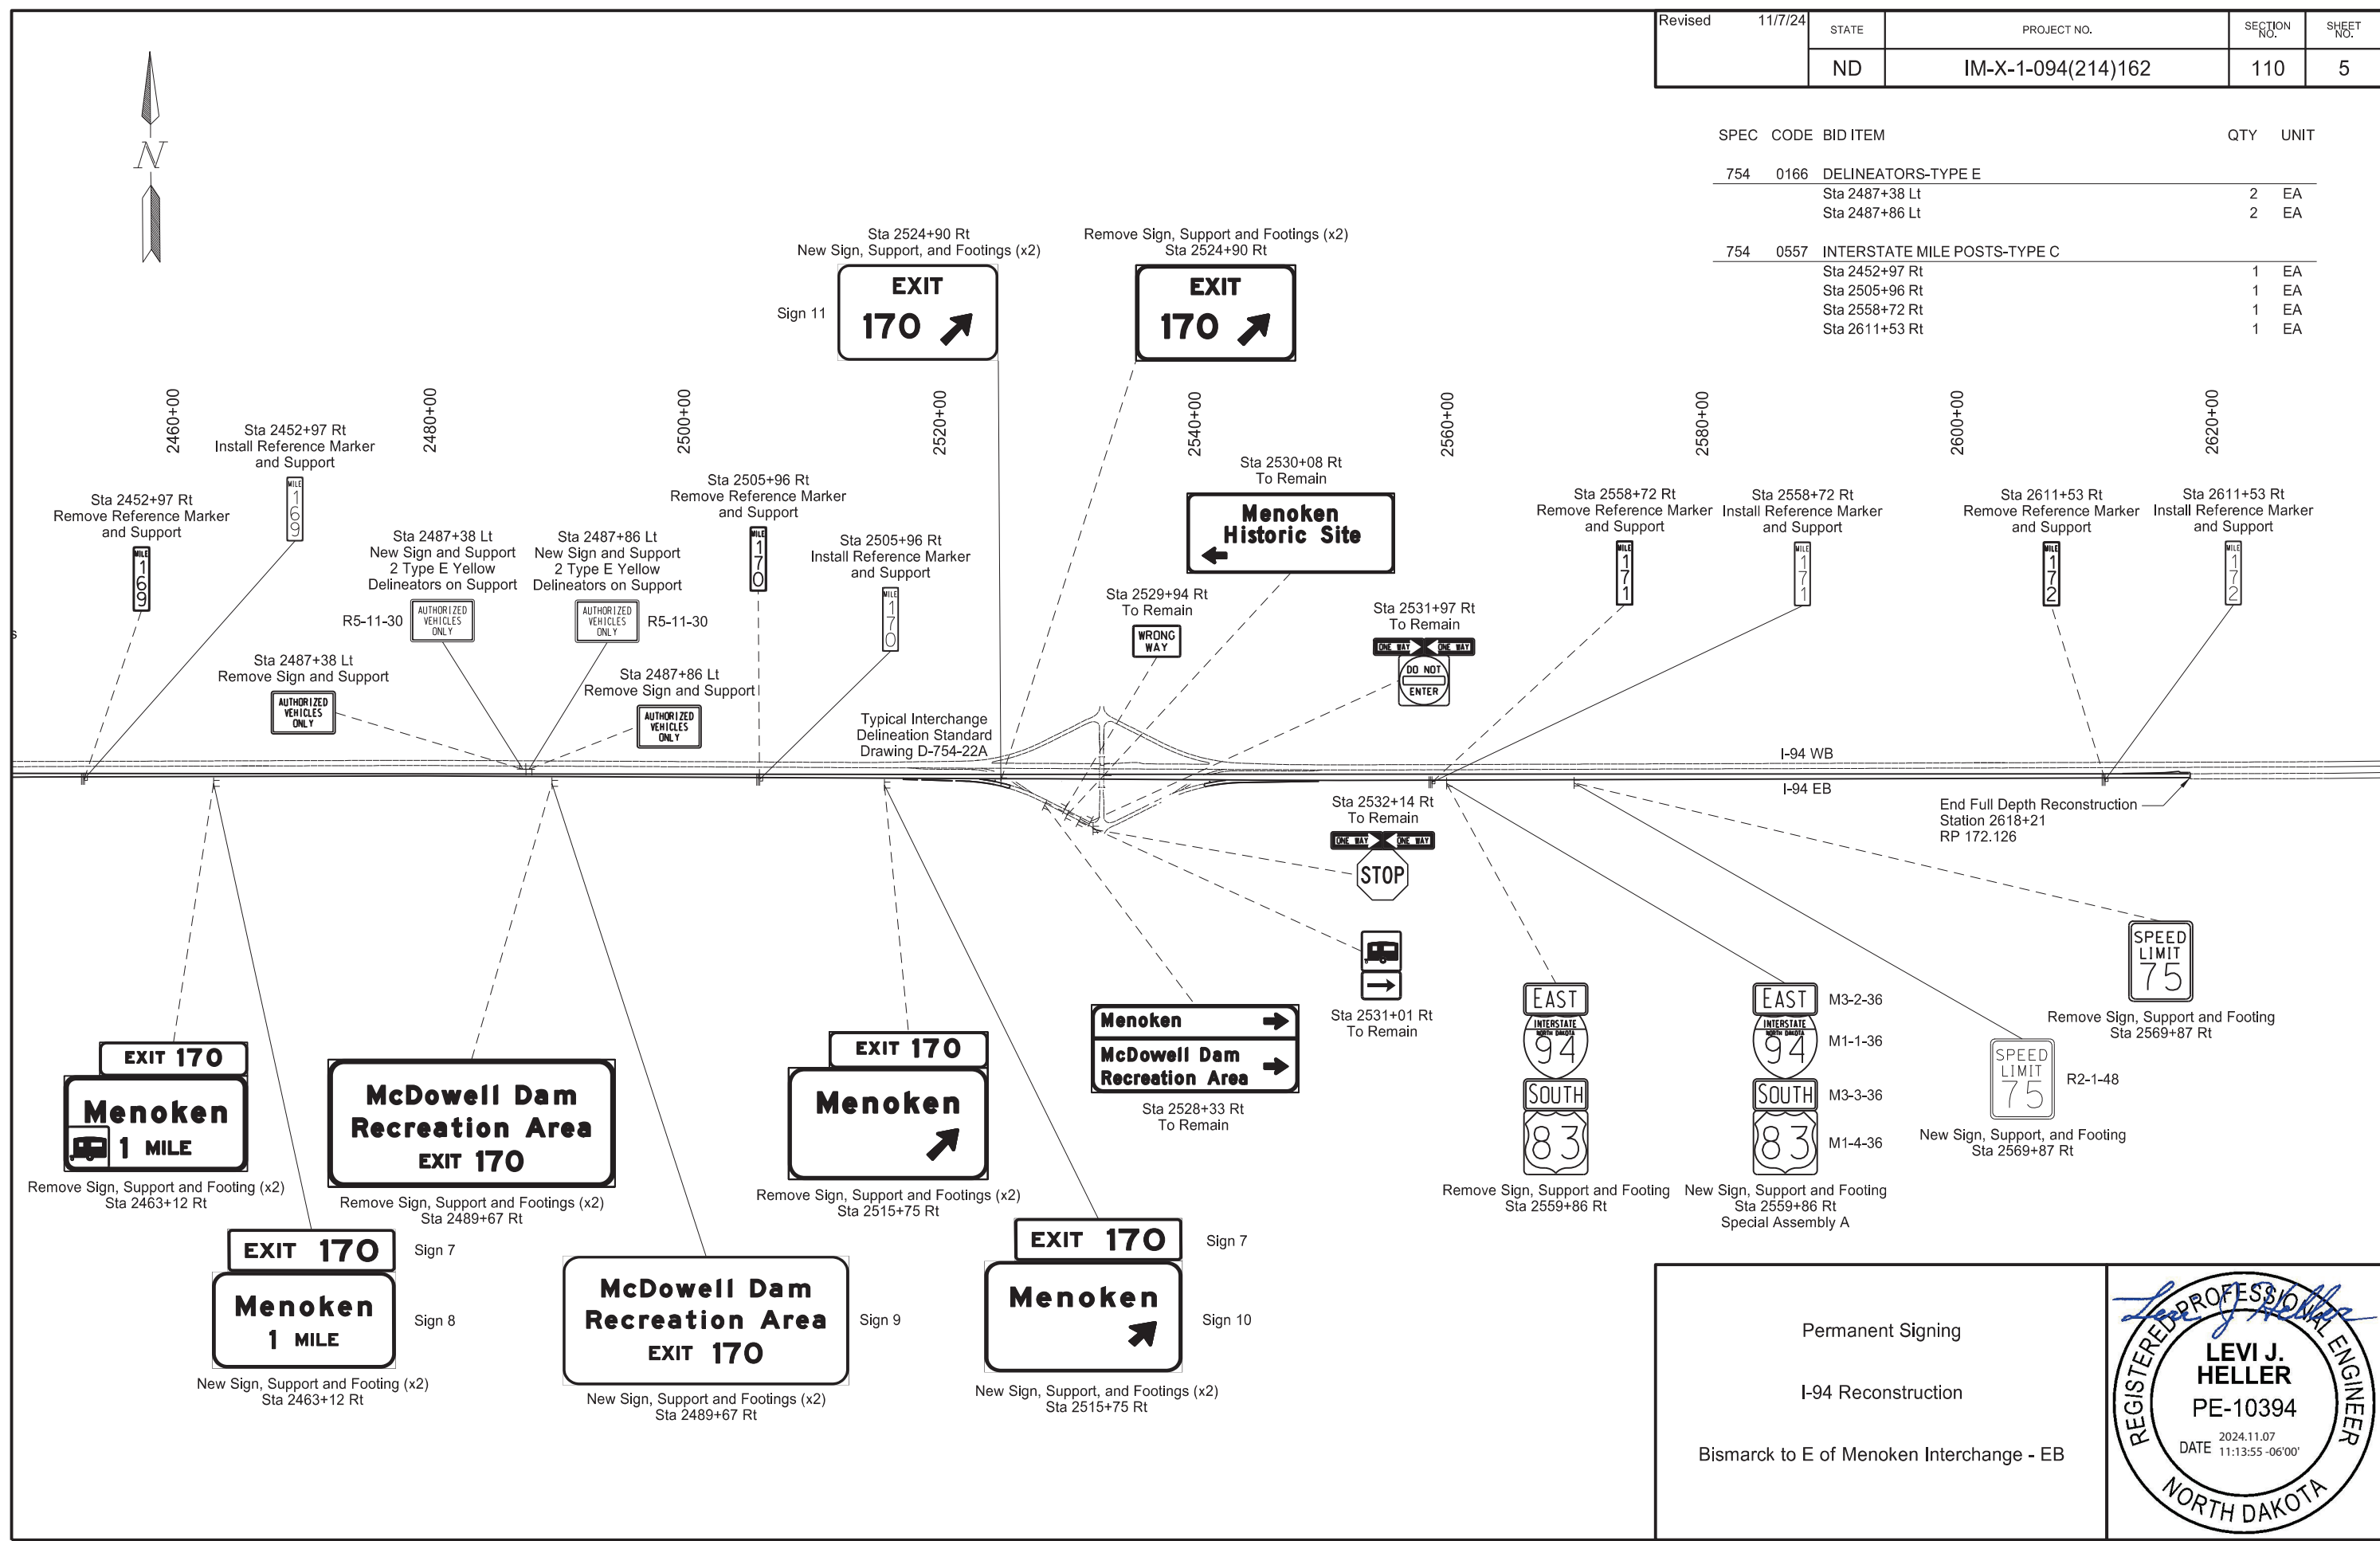 Revised 11/7/24
STATE PROJECT NO. SECTION NO. SHEET NO.
ND IM-X-1-094(214)162 110 5
SPEC CODE BID ITEM QTY UNIT
754 0166 DELINEATORS-TYPE E
Sta 2487+38 Lt 2 EA
Sta 2487+86 Lt 2 EA
754 0557 INTERSTATE MILE POSTS-TYPE C
Sta 2452+97 Rt 1 EA
Sta 2505+96 Rt 1 EA
Sta 2558+72 Rt 1 EA
Sta 2611+53 Rt 1 EA
N
Sta 2524+90 Rt
New Sign, Support, and Footings (x2)
Sign 11
EXIT
170
Remove Sign, Support and Footings (x2)
Sta 2524+90 Rt
EXIT
170
2460+00
2480+00
2500+00
2520+00
2540+00
2560+00
2580+00
2600+00
2620+00
Sta 2452+97 Rt
Remove Reference Marker
and Support
MILE
169
Sta 2452+97 Rt
Install Reference Marker
and Support
MILE
169
Sta 2487+38 Lt
New Sign and Support
2 Type E Yellow
Delineators on Support
R5-11-30
AUTHORIZED
VEHICLES
ONLY
Sta 2487+86 Lt
New Sign and Support
2 Type E Yellow
Delineators on Support
AUTHORIZED
VEHICLES
ONLY
R5-11-30
Sta 2487+38 Lt
Remove Sign and Support
AUTHORIZED
VEHICLES
ONLY
Sta 2487+86 Lt
Remove Sign and Support
AUTHORIZED
VEHICLES
ONLY
Sta 2505+96 Rt
Remove Reference Marker
and Support
MILE
170
Sta 2505+96 Rt
Install Reference Marker
and Support
MILE
170
Typical Interchange
Delineation Standard
Drawing D-754-22A
Sta 2530+08 Rt
To Remain
Menoken
Historic Site
Sta 2529+94 Rt
To Remain
WRONG
WAY
Sta 2531+97 Rt
To Remain
ONE WAY ONE WAY
DO NOT
ENTER
Sta 2558+72 Rt
Remove Reference Marker
and Support
MILE
171
Sta 2558+72 Rt
Install Reference Marker
and Support
MILE
171
Sta 2611+53 Rt
Remove Reference Marker
and Support
MILE
172
Sta 2611+53 Rt
Install Reference Marker
and Support
MILE
172
s
I-94 WB
I-94 EB
End Full Depth Reconstruction
Station 2618+21
RP 172.126
Sta 2532+14 Rt
To Remain
ONE WAY ONE WAY
STOP
Sta 2531+01 Rt
To Remain
EXIT 170
Menoken
1 MILE
Remove Sign, Support and Footing (x2)
Sta 2463+12 Rt
EXIT 170
Sign 7
Menoken
1 MILE
Sign 8
New Sign, Support and Footing (x2)
Sta 2463+12 Rt
McDowell Dam
Recreation Area
EXIT 170
Remove Sign, Support and Footings (x2)
Sta 2489+67 Rt
McDowell Dam
Recreation Area
EXIT 170
Sign 9
New Sign, Support and Footings (x2)
Sta 2489+67 Rt
EXIT 170
Menoken
Remove Sign, Support and Footings (x2)
Sta 2515+75 Rt
EXIT 170
Sign 7
Menoken
Sign 10
New Sign, Support, and Footings (x2)
Sta 2515+75 Rt
Menoken
McDowell Dam
Recreation Area
Sta 2528+33 Rt
To Remain
EAST
INTERSTATE
NORTH DAKOTA
94
SOUTH
83
Remove Sign, Support and Footing
Sta 2559+86 Rt
EAST
M3-2-36
INTERSTATE
NORTH DAKOTA
94
M1-1-36
SOUTH
M3-3-36
83
M1-4-36
New Sign, Support and Footing
Sta 2559+86 Rt
Special Assembly A
SPEED
LIMIT
75
Remove Sign, Support and Footing
Sta 2569+87 Rt
SPEED
LIMIT
75
R2-1-48
New Sign, Support, and Footing
Sta 2569+87 Rt
Permanent Signing
I-94 Reconstruction
Bismarck to E of Menoken Interchange - EB
Levi J Heller
REGISTERED PROFESSIONAL ENGINEER
LEVI J.
HELLER
PE-10394
DATE 2024.11.07
11:13:55 -06'00'
NORTH DAKOTA